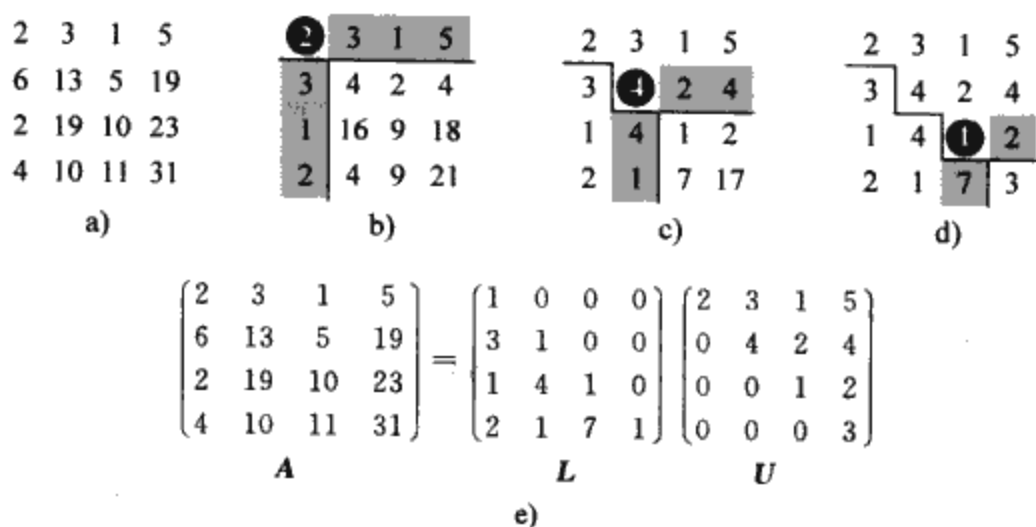 2 3 1 5
6 13 5 19
2 19 10 23
4 10 11 31
a)
2 3 1 5
3 4 2 4
1 16 9 18
2 4 9 21
b)
2 3 1 5
3 4 2 4
1 4 1 2
2 1 7 17
c)
2 3 1 5
3 4 2 4
1 4 1 2
2 1 7 3
d)
2 3 1 5 1 0 0 0 2 3 1 5
6 13 5 19 = 3 1 0 0 0 4 2 4
2 19 10 23 1 4 1 0 0 0 1 2
4 10 11 31 2 1 7 1 0 0 0 3
A L U
e)